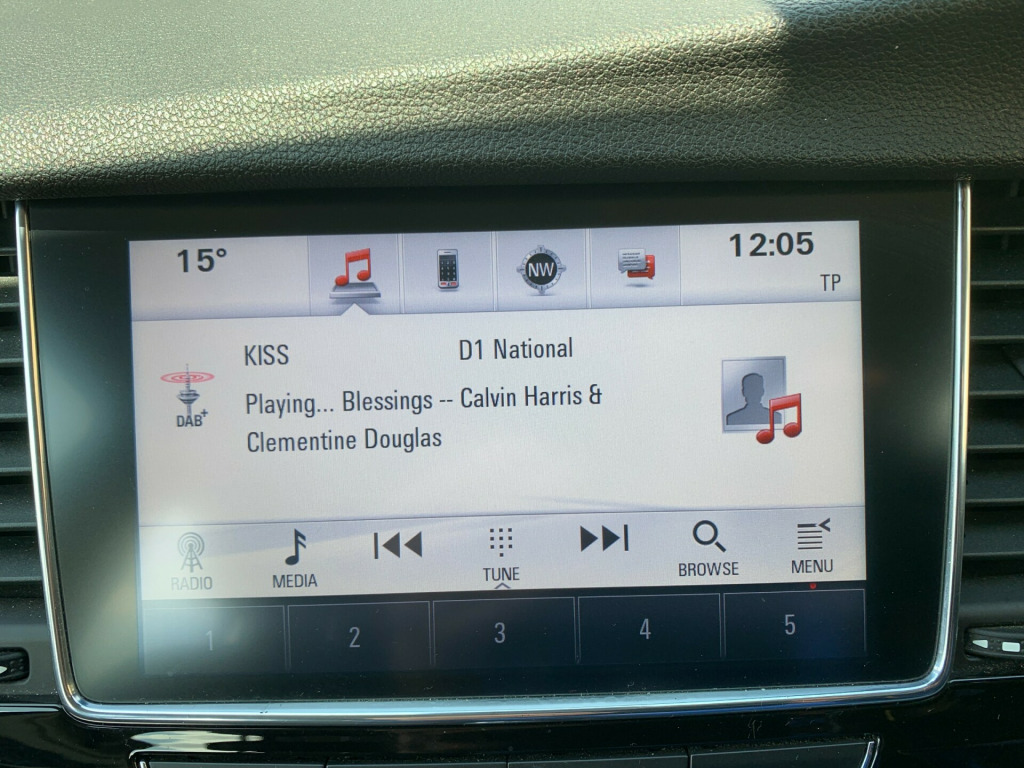 15°
NW
12:05
TP
KISS
D1 National
DAB+
Playing... Blessings -- Calvin Harris &
Clementine Douglas
RADIO
MEDIA
TUNE
BROWSE
MENU
1
2
3
4
5